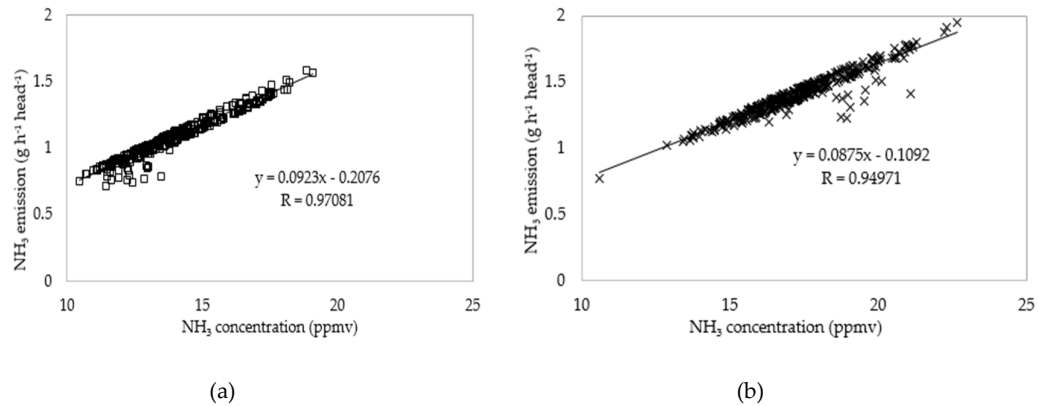 2
1.5
1
0.5
0
NH₃ emission (g h⁻¹ head⁻¹)
y = 0.0923x - 0.2076
R = 0.97081
10 15 20 25
NH₃ concentration (ppmv)
(a)
2
1.5
1
0.5
0
NH₃ emission (g h⁻¹ head⁻¹)
y = 0.0875x - 0.1092
R = 0.94971
10 15 20 25
NH₃ concentration (ppmv)
(b)